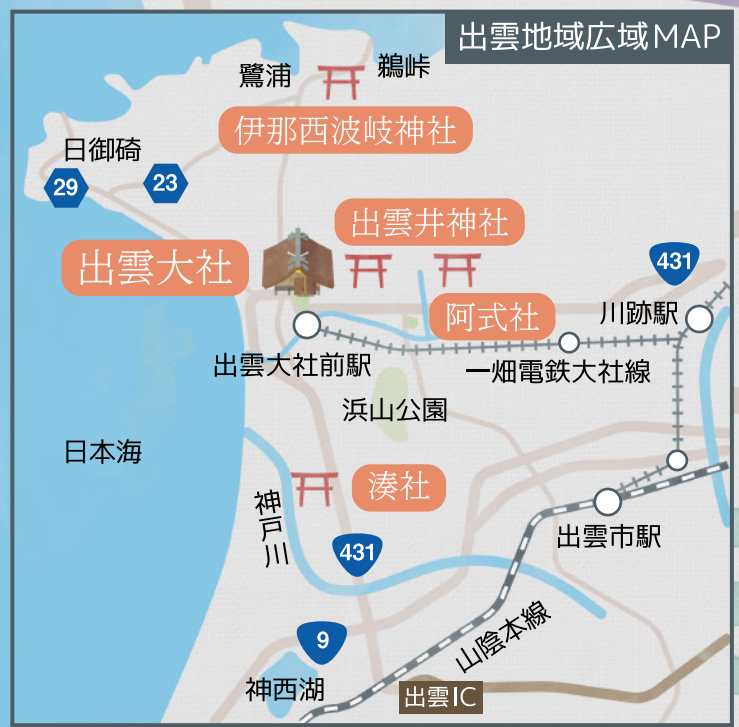 出雲地域広域MAP
鷺浦
鵜峠
伊那西波岐神社
日御碕
29
23
出雲井神社
出雲大社
431
阿式社
川跡駅
出雲大社前駅
一畑電鉄大社線
浜山公園
日本海
湊社
神戸川
出雲市駅
431
9
山陰本線
神西湖
出雲IC